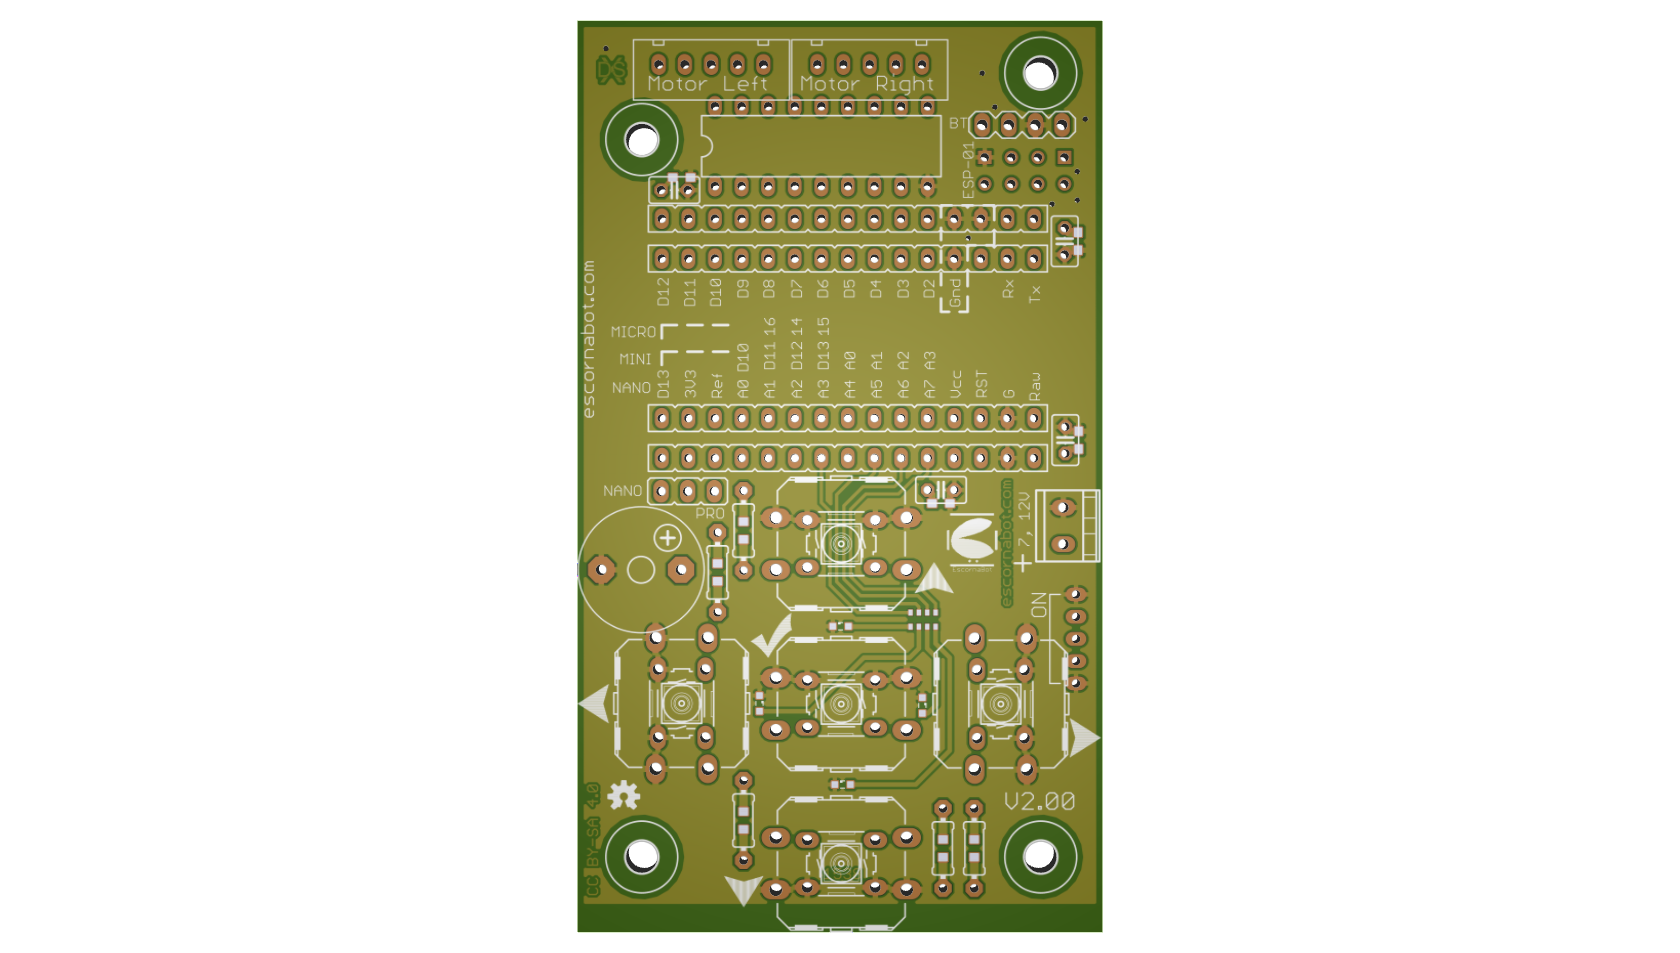 DS
Motor Left
Motor Right
BT
ESP-01
D12
D11
D10
D9
D8
D7
D6
D5
D4
D3
D2
Gnd
Rx
Tx
escornabot.com
MICRO
MINI
NANO
D13
3V3
Ref
A0 D10
A1 D11 16
A2 D12 14
A3 D13 15
A4 A0
A5 A1
A6 A2
A7 A3
Vcc
RST
G
Raw
NANO
PRO
+
escornabot
escornabot.com
+ 7, 12V
ON
V2.00
CC BY-SA 4.0